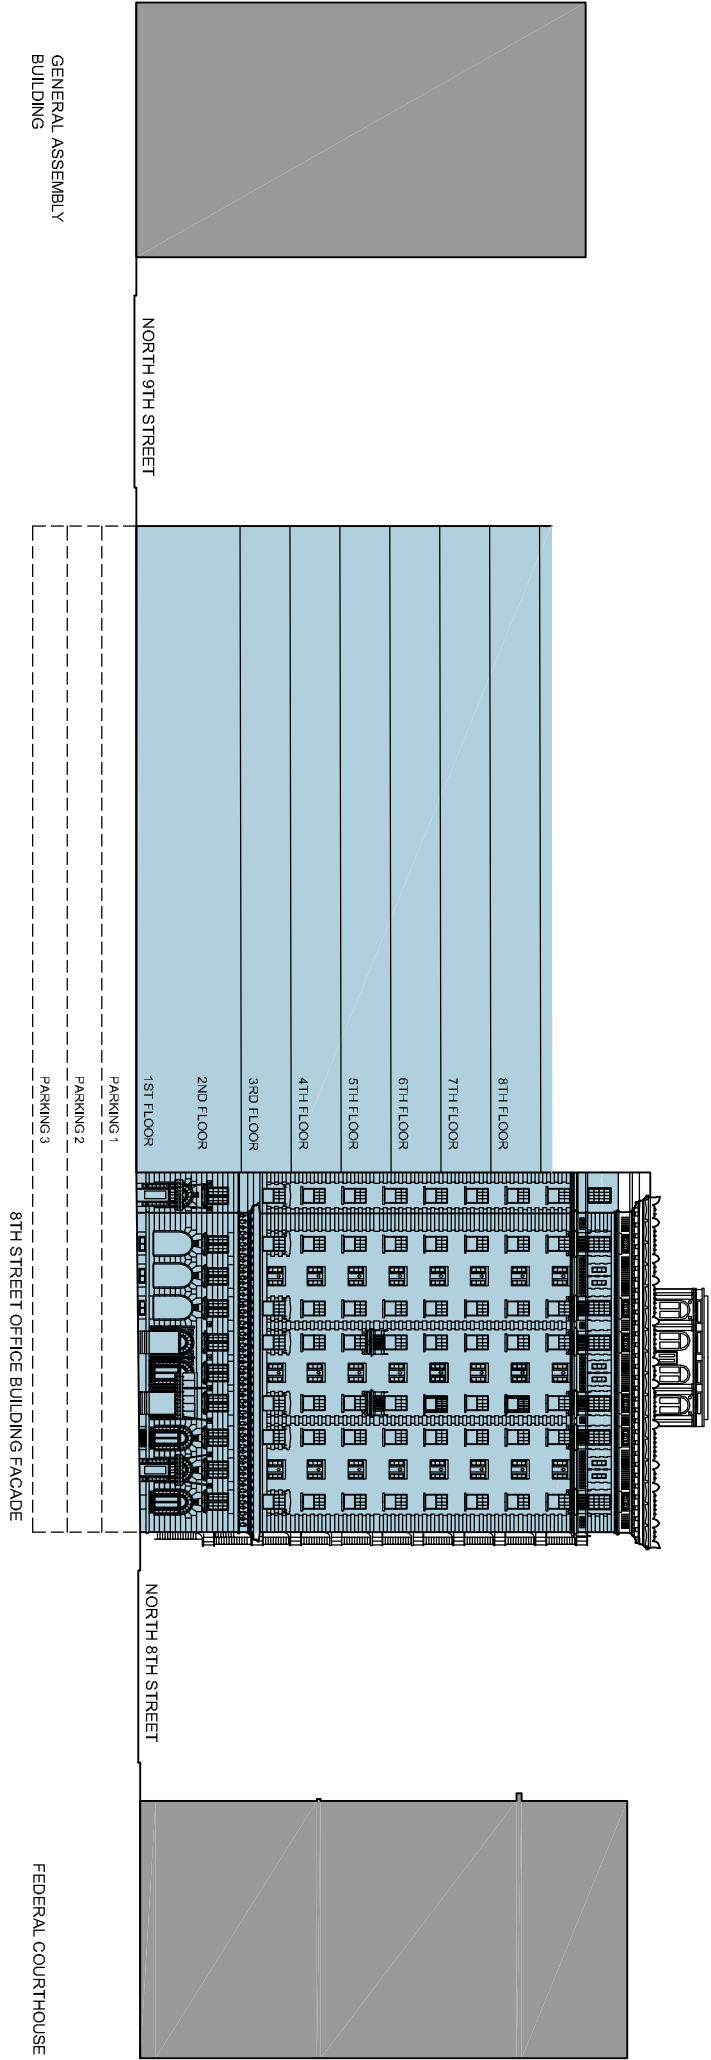 GENERAL ASSEMBLY
BUILDING
NORTH 9TH STREET
8TH FLOOR
7TH FLOOR
6TH FLOOR
5TH FLOOR
4TH FLOOR
3RD FLOOR
2ND FLOOR
1ST FLOOR
PARKING 1
PARKING 2
PARKING 3
8TH STREET OFFICE BUILDING FACADE
NORTH 8TH STREET
FEDERAL COURTHOUSE